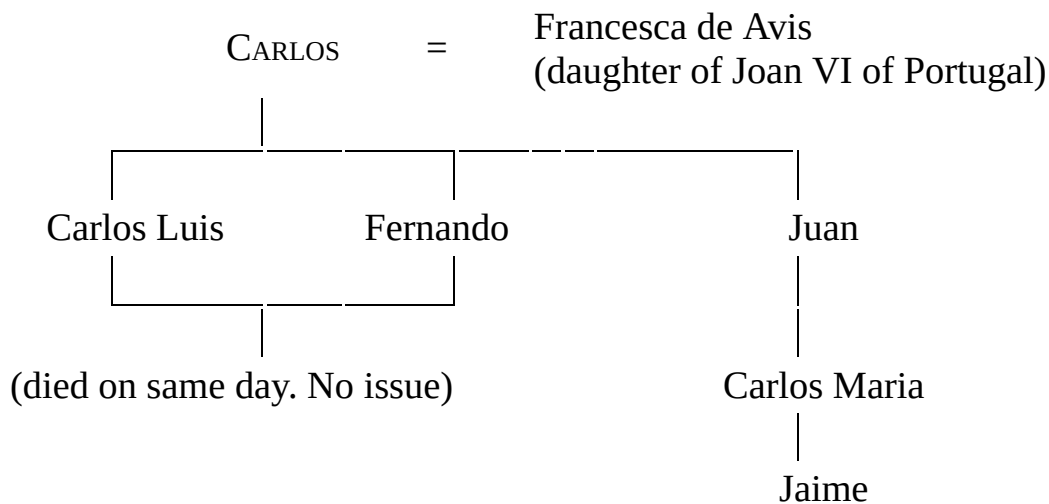 CARLOS = Francesca de Avis
(daughter of Joan VI of Portugal)
Carlos Luis Fernando Juan
(died on same day. No issue) Carlos Maria
Jaime